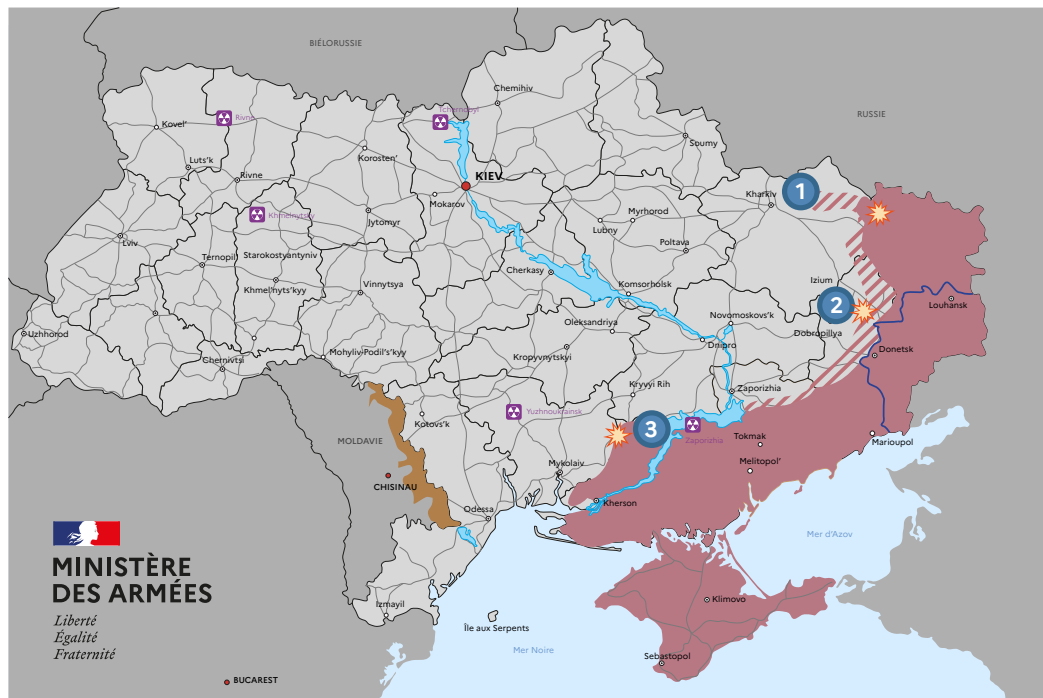 BIÉLORUSSIE
Chernihiv
Tchernobyl
RUSSIE
Rivne
Kovel'
Soumy
Korosten'
Luts'k
KIEV
Rivne
Kharkiv
1
Mokarov
Khmelnytsky
Jytomyr
Myrhorod
Lubny
Lviv
Poltava
Ternopil
Starokostyantyniv
Cherkasy
Izium
Khmel'nyts'kyy
Vinnytsya
Komsorholsk
2
Louhansk
Novomoskovs'k
Oleksandriya
Dobropillya
Uzhhorod
Dnipro
Mohyliv-Podil's'kyy
Kropyvnytskyi
Donetsk
Chernivtsi
Kryvyi Rih
Zaporizhia
Yuzhnoukrainsk
Kotovs'k
3
Zaporizhia
Tokmak
Marioupol
MOLDAVIE
Mykolaiv
Melitopol'
CHISINAU
Kherson
Odessa
Mer d'Azov
MINISTÈRE
DES ARMÉES
Liberté
Égalité
Fraternité
Izmayil
Klimovo
Île aux Serpents
Mer Noire
Sebastopol
BUCAREST